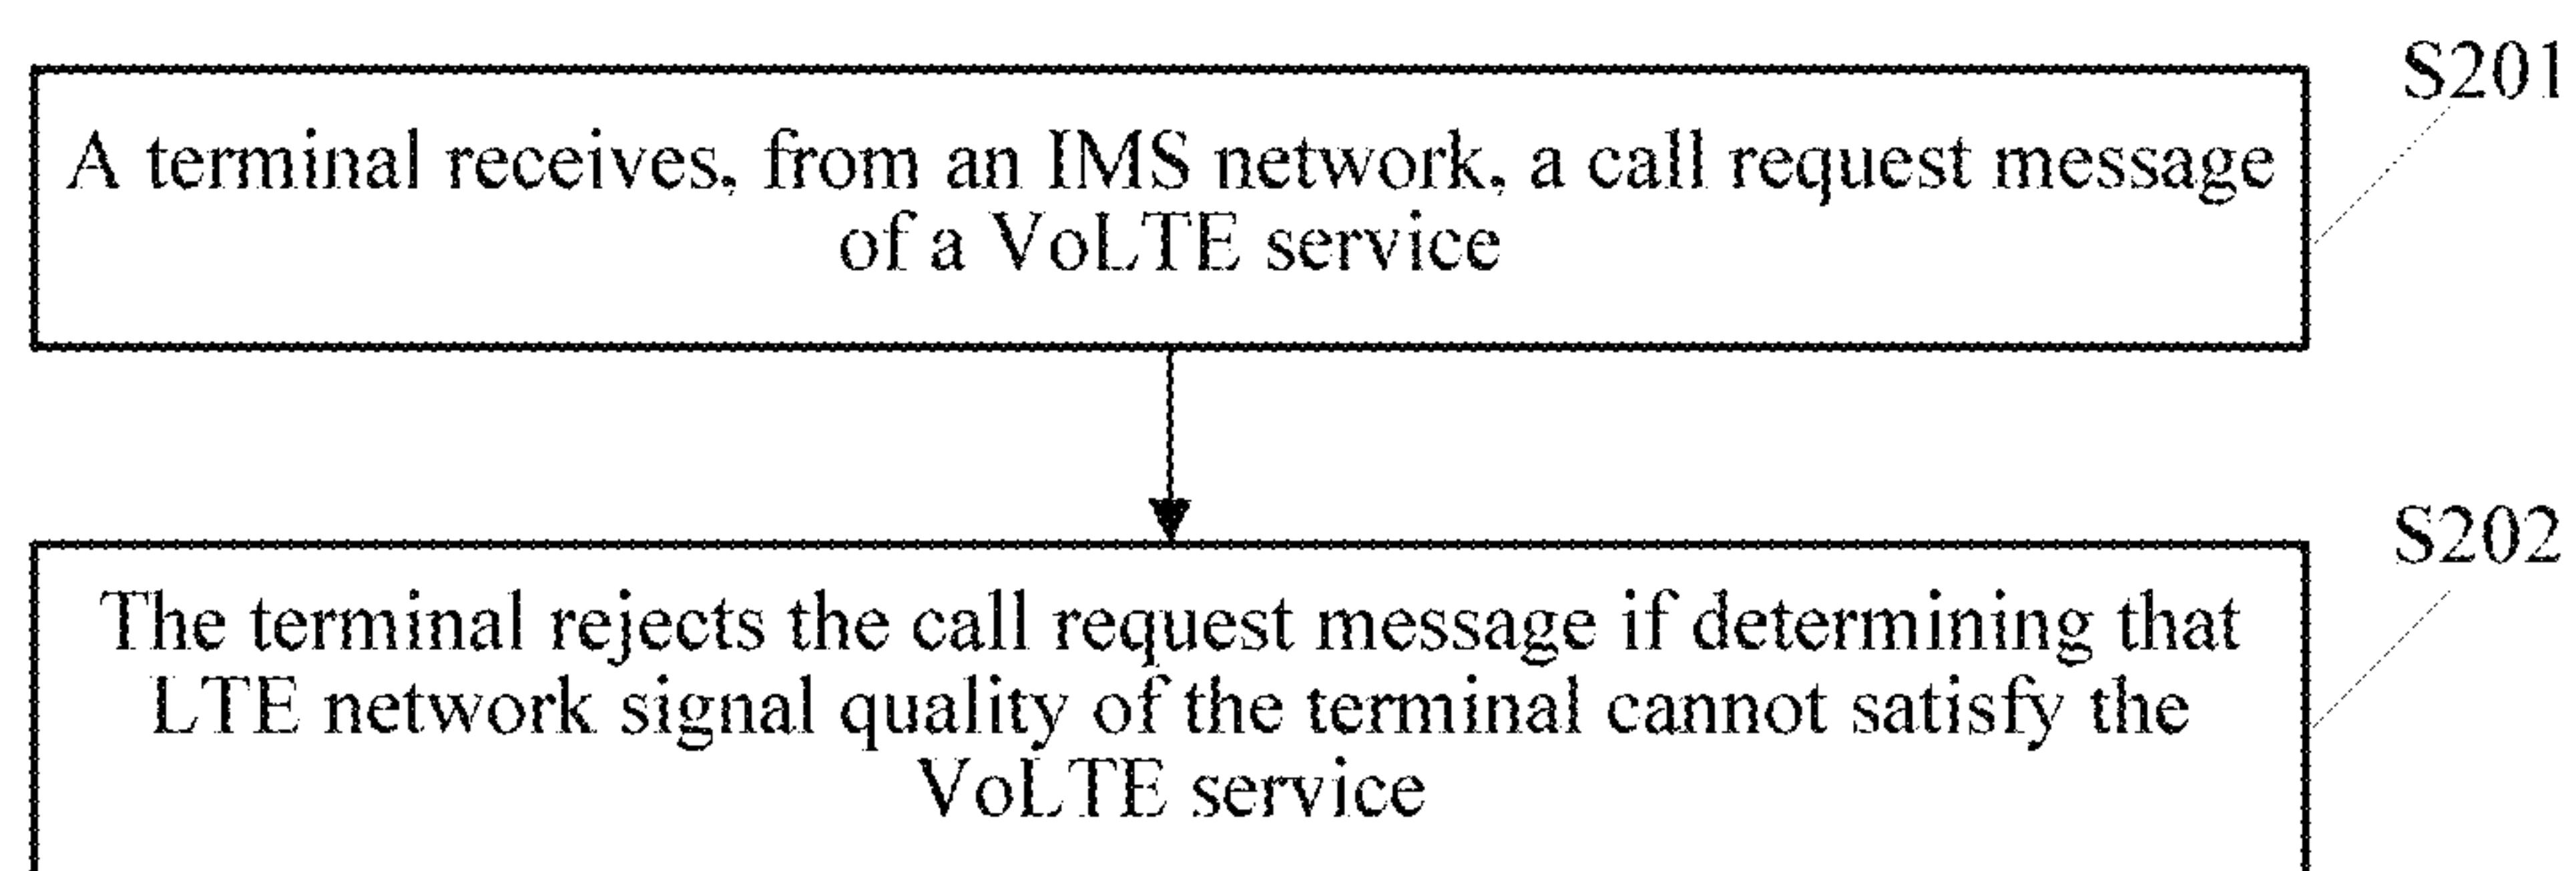 S201
A terminal receives, from an IMS network, a call request message
of a VoLTE service
S202
The terminal rejects the call request message if determining that
LTE network signal quality of the terminal cannot satisfy the
VoLTE service